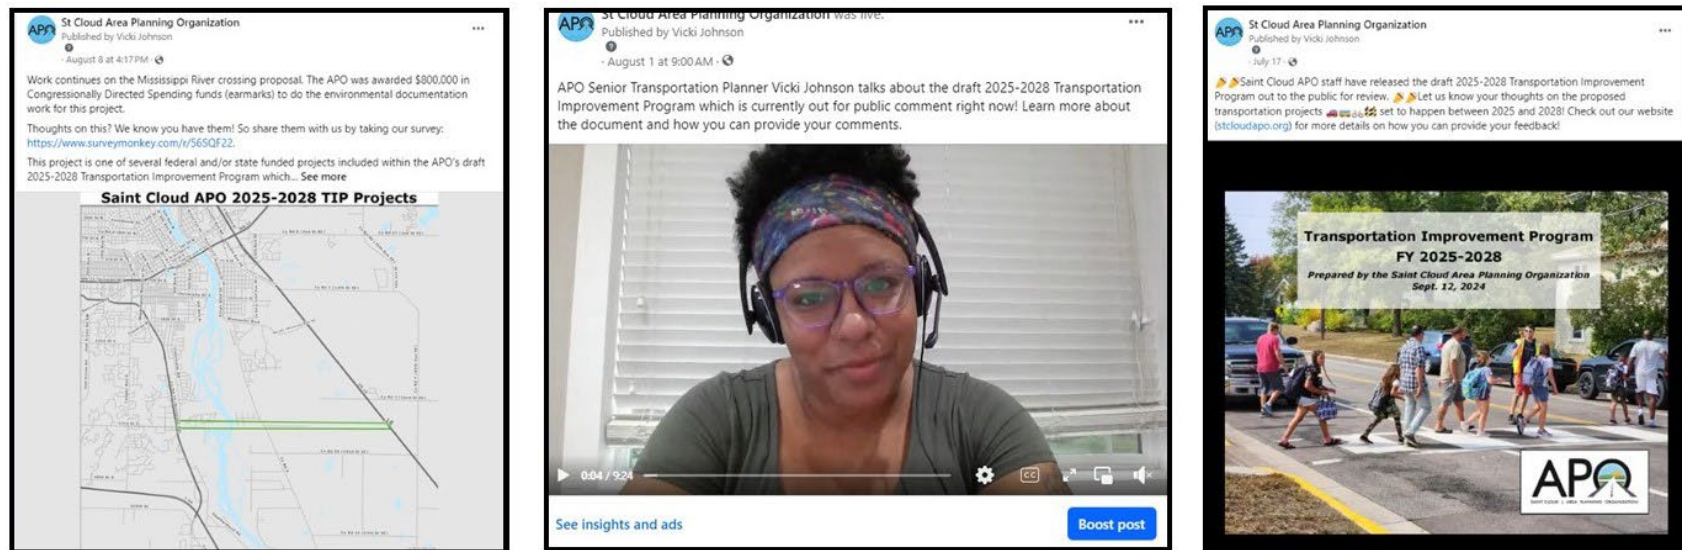 St Cloud Area Planning Organization
Published by Vicki Johnson
August 8 at 4:17 PM ·
Work continues on the Mississippi River crossing proposal. The APO was awarded $800,000 in
Congressionally Directed Spending funds (earmarks) to do the environmental documentation
work for this project.
Thoughts on this? We know you have them! So share them with us by taking our survey:
https://www.surveymonkey.com/r/56SQF22.
This project is one of several federal and/or state funded projects included within the APO's draft
2025-2028 Transportation Improvement Program which... See more
Saint Cloud APO 2025-2028 TIP Projects
St Cloud Area Planning Organization was live.
Published by Vicki Johnson
· August 1 at 9:00 AM ·
APO Senior Transportation Planner Vicki Johnson talks about the draft 2025-2028 Transportation
Improvement Program which is currently out for public comment right now! Learn more about
the document and how you can provide your comments.
0:04 / 9:24
CC
See insights and ads
Boost post
St Cloud Area Planning Organization
Published by Vicki Johnson
· July 17 ·
🎉🎉Saint Cloud APO staff have released the draft 2025-2028 Transportation Improvement
Program out to the public for review. 🎉🎉Let us know your thoughts on the proposed
transportation projects set to happen between 2025 and 2028! Check out our website
(stcloudapo.org) for more details on how you can provide your feedback!
Transportation Improvement Program
FY 2025-2028
Prepared by the Saint Cloud Area Planning Organization
Sept. 12, 2024
APO